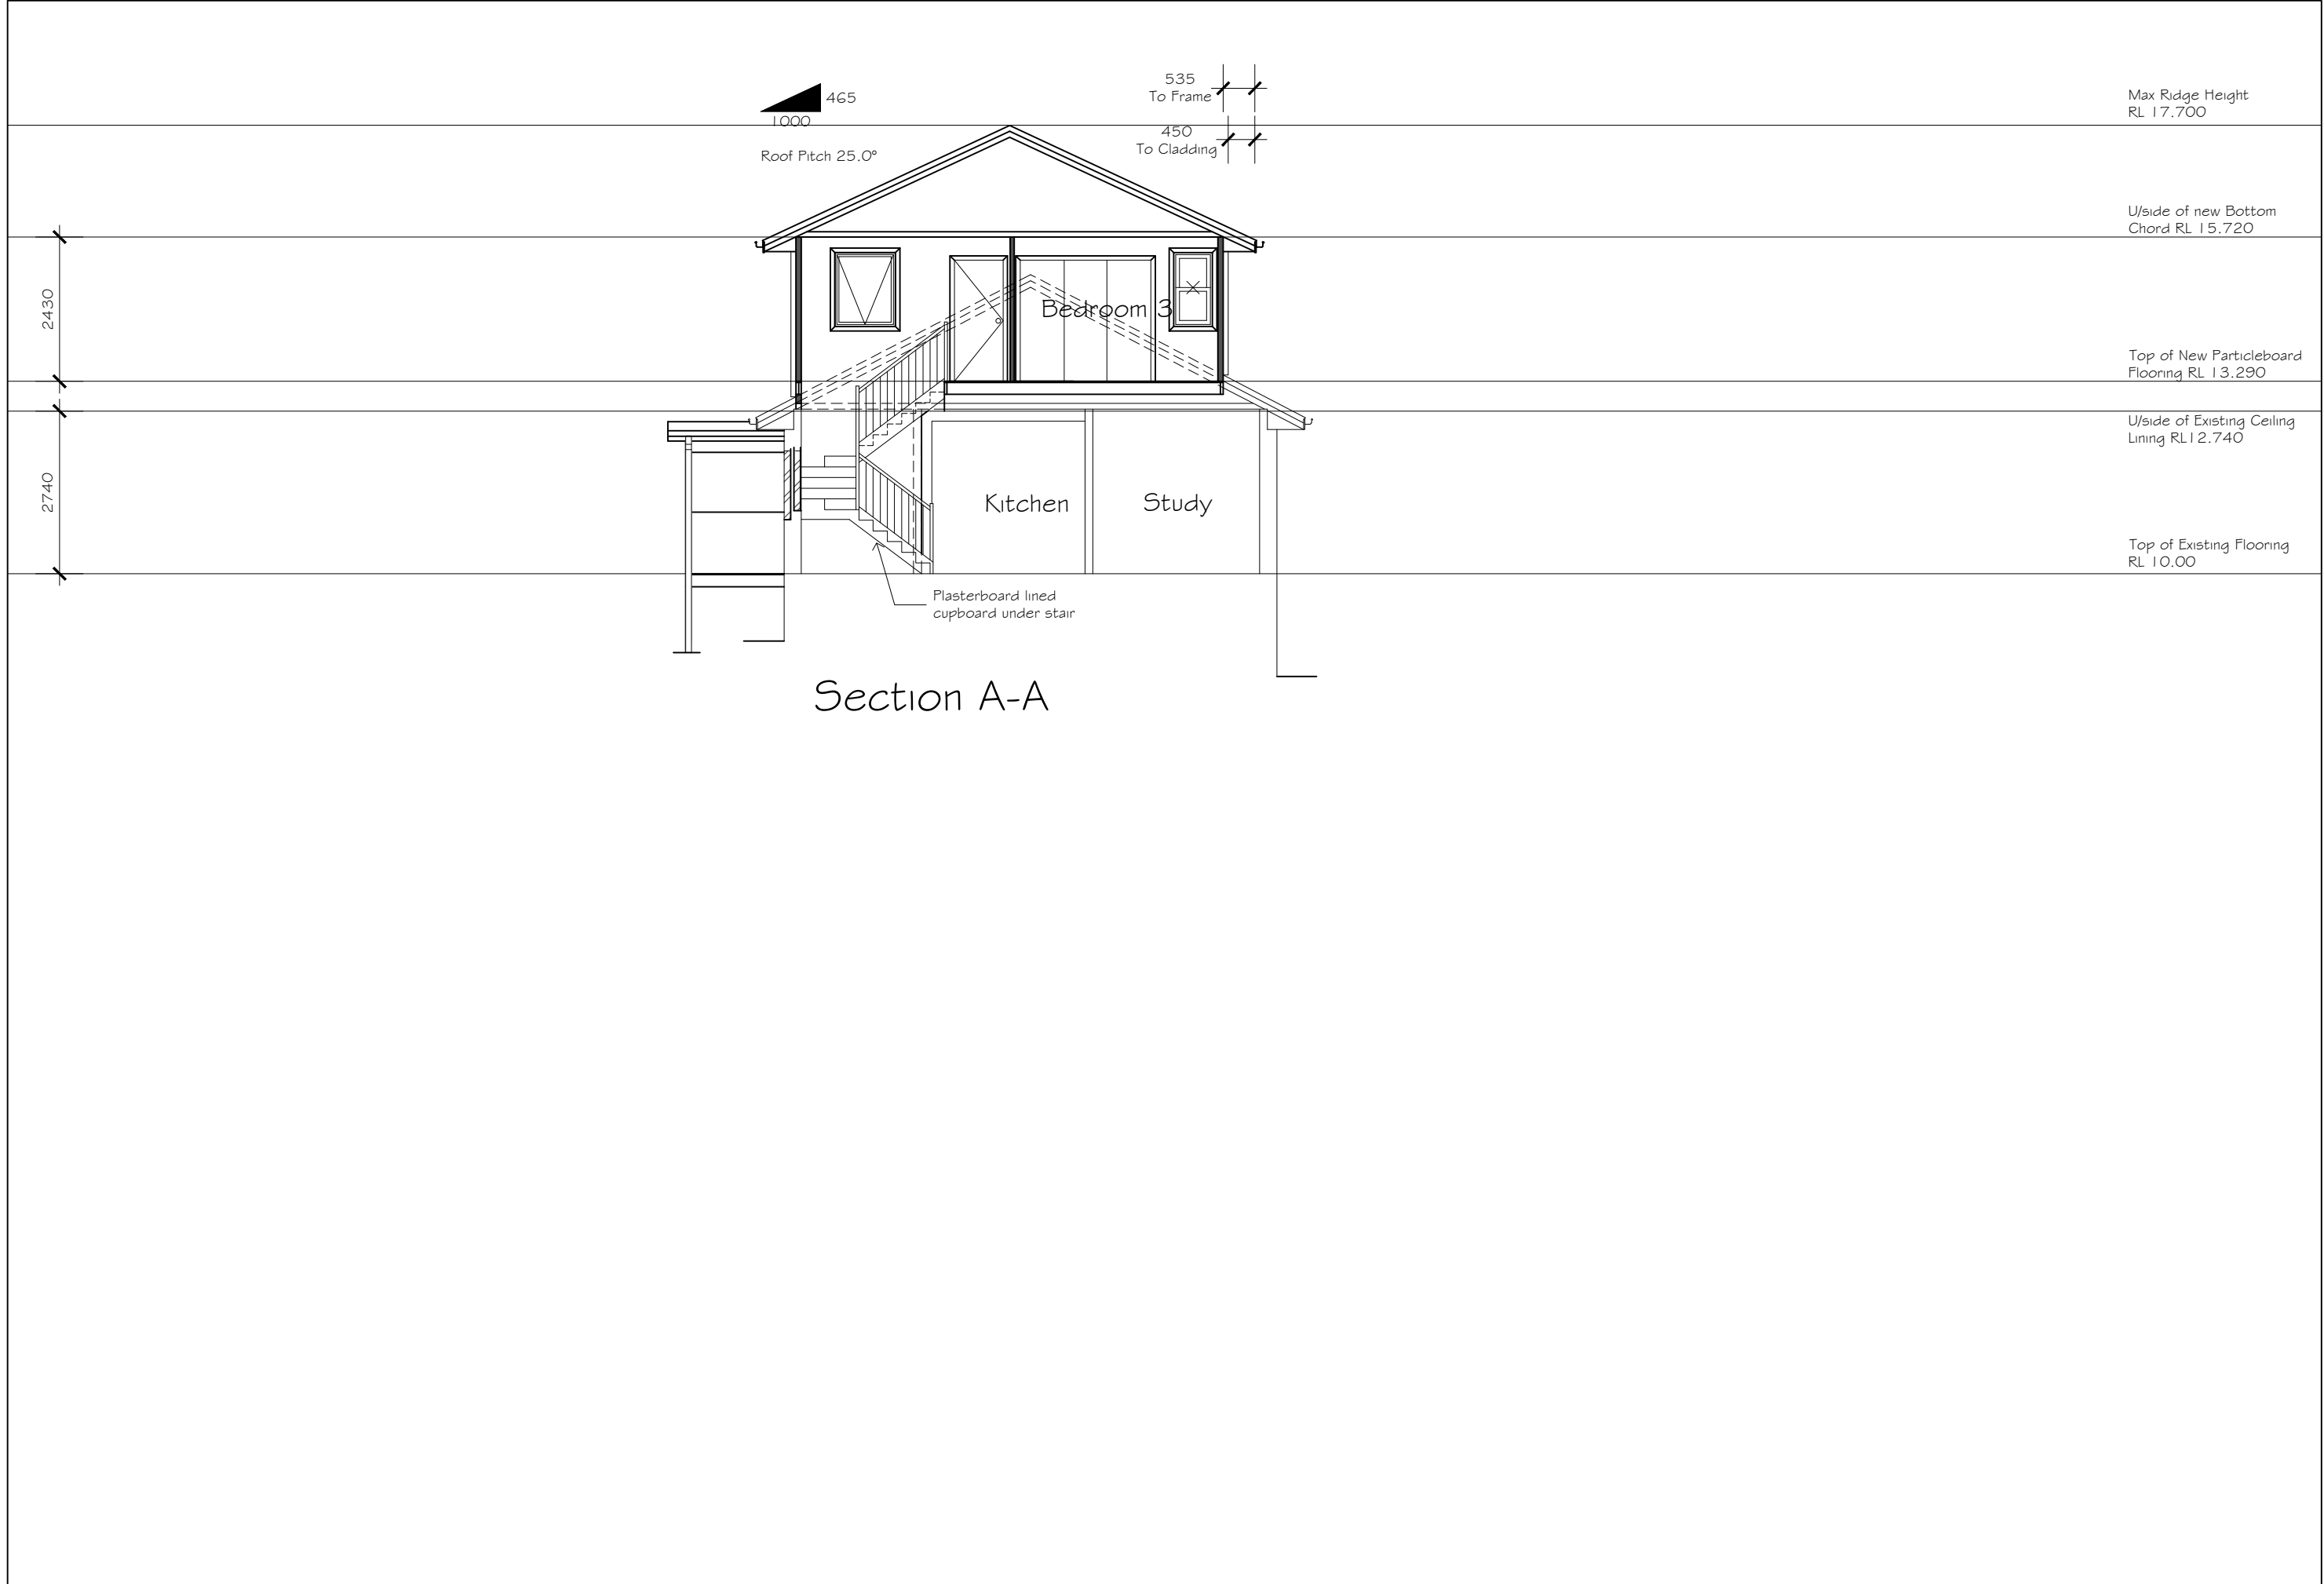 535
To Frame
465
1000
Max Ridge Height
RL 17.700
450
To Cladding
Roof Pitch 25.0°
U/side of new Bottom
Chord RL 15.720
2430
Bedroom 3
Top of New Particleboard
Flooring RL 13.290
U/side of Existing Ceiling
Lining RL12.740
2740
Kitchen
Study
Top of Existing Flooring
RL 10.00
Plasterboard lined
cupboard under stair
Section A-A